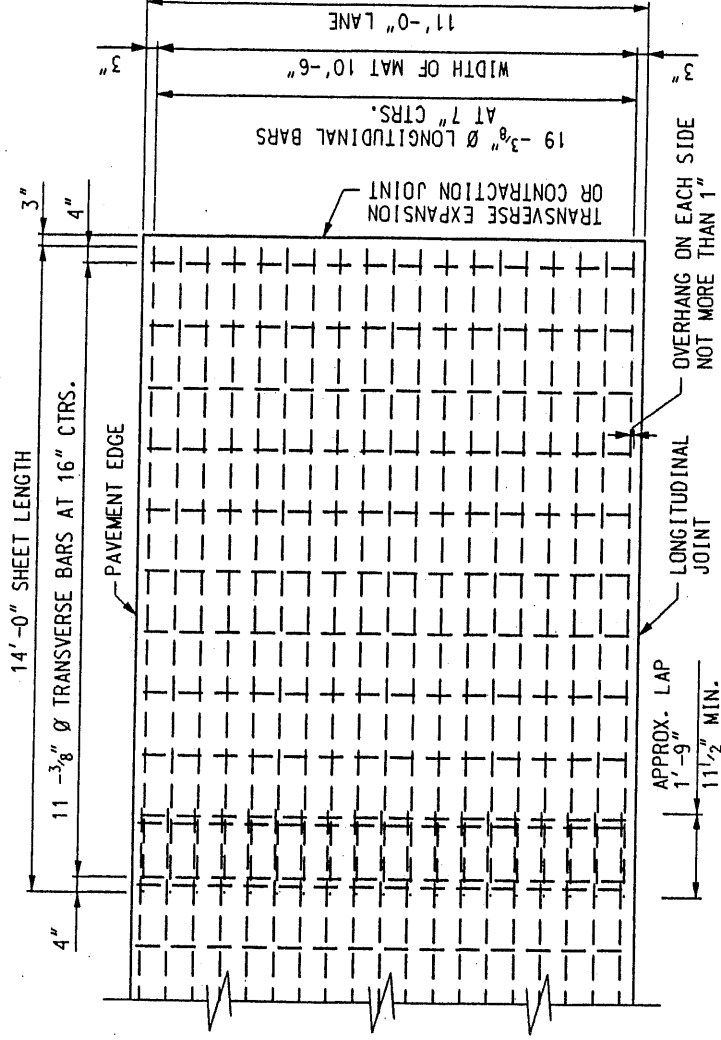 14'-0" SHEET LENGTH
3"
4"
11 -3/8" Ø TRANSVERSE BARS AT 16" CTRS.
4"
PAVEMENT EDGE
TRANSVERSE EXPANSION
OR CONTRACTION JOINT
19 -3/8" Ø LONGITUDINAL BARS
AT 7" CTRS.
WIDTH OF MAT 10'-6"
3"
3"
11'-0" LANE
OVERHANG ON EACH SIDE
NOT MORE THAN 1"
LONGITUDINAL
JOINT
APPROX. LAP
1'-9"
11 1/2" MIN.